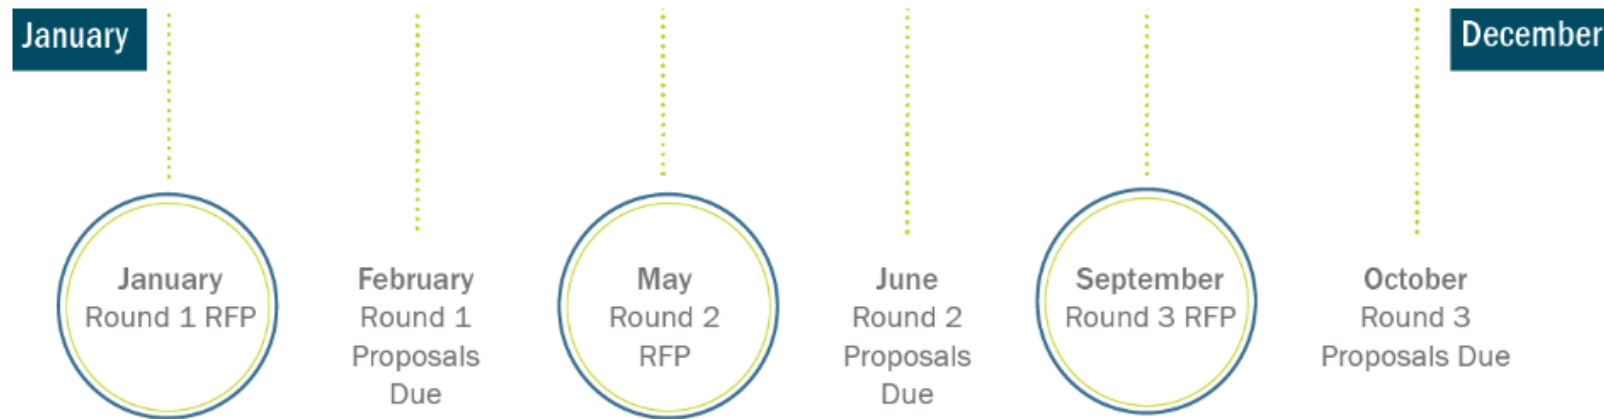 January
December
January
Round 1 RFP
February
Round 1
Proposals
Due
May
Round 2
RFP
June
Round 2
Proposals
Due
September
Round 3 RFP
October
Round 3
Proposals Due